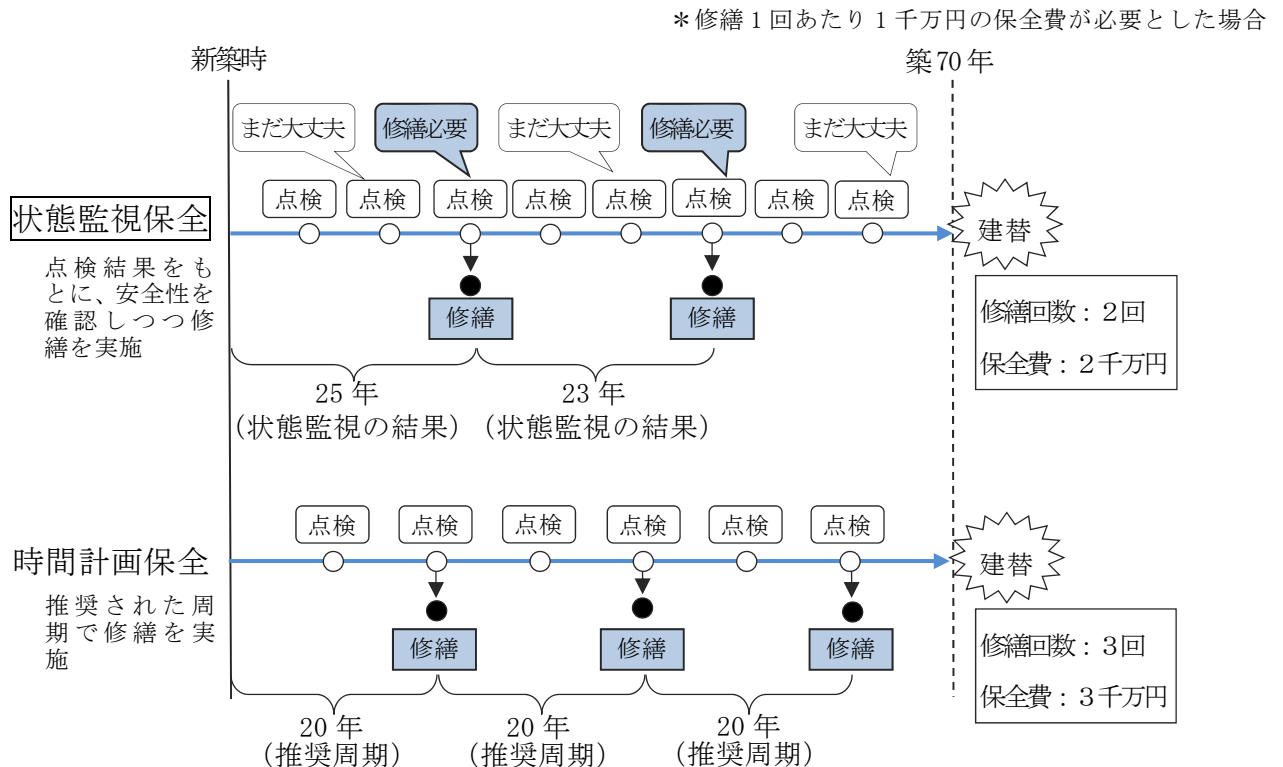 ＊修繕１回あたり１千万円の保全費が必要とした場合
新築時
築70年
まだ大丈夫
修繕必要
まだ大丈夫
修繕必要
まだ大丈夫
点検
点検
点検
点検
点検
点検
点検
点検
状態監視保全
建替
点検結果をも
とに、安全性を
確認しつつ修
繕を実施
修繕
修繕
修繕回数：２回
保全費：２千万円
25年
(状態監視の結果)
23年
(状態監視の結果)
点検
点検
点検
点検
点検
点検
時間計画保全
建替
推奨された周
期で修繕を実
施
修繕
修繕
修繕
修繕回数：３回
保全費：３千万円
20年
(推奨周期)
20年
(推奨周期)
20年
(推奨周期)